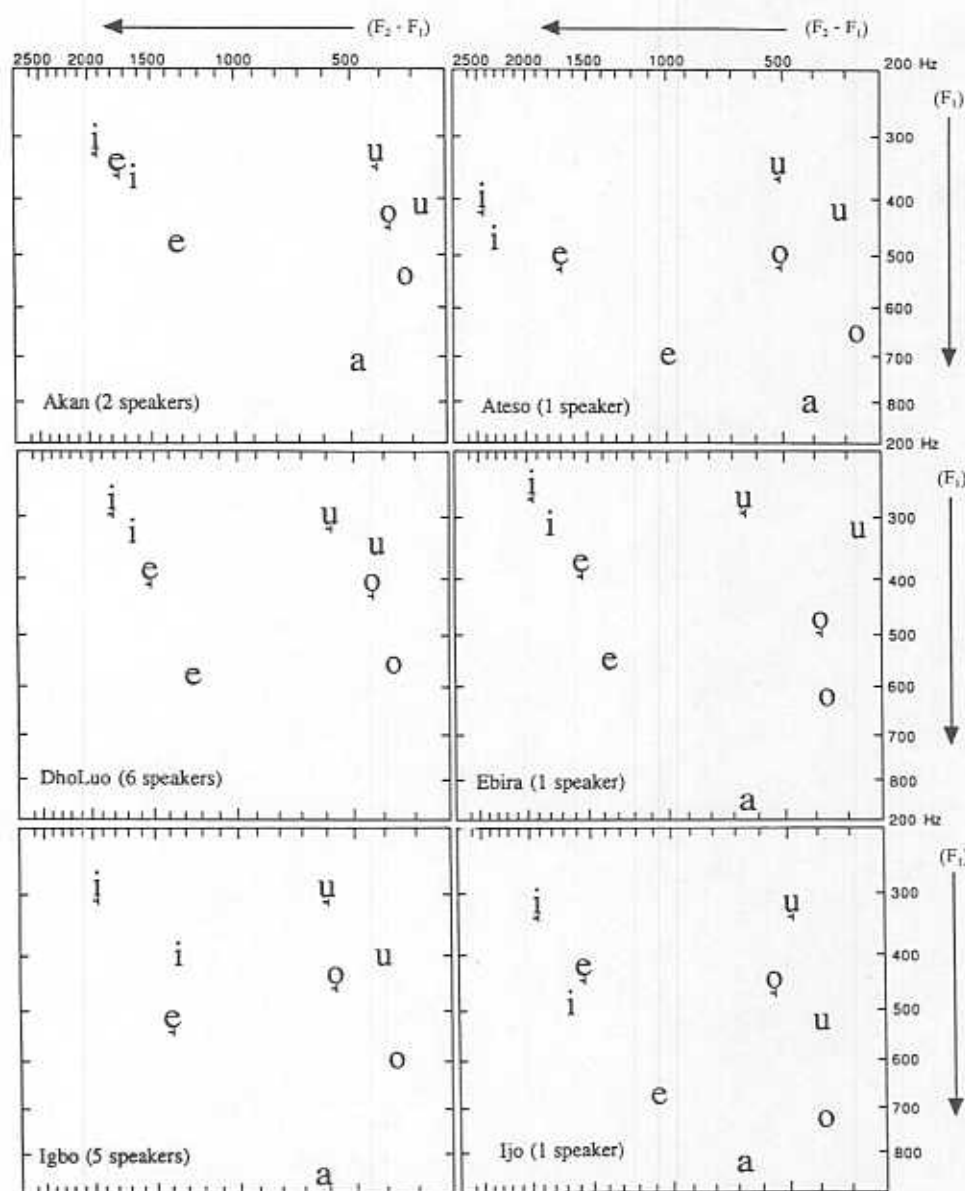 (F₂ - F₁) (F₂ - F₁)
2500 2000 1500 1000 500 2500 2000 1500 1000 500 200 Hz
(F₁)
i̘ e̘ i e u̘ o̘ u o a
Akan (2 speakers)
i̘ i e̘ e u̘ u o̘ o a
Ateso (1 speaker)
300
400
500
600
700
800
200 Hz
(F₁)
i̘ i e̘ e u̘ u o̘ o
DhoLuo (6 speakers)
i̘ i e̘ e u̘ u o̘ o a
Ebira (1 speaker)
300
400
500
600
700
800
200 Hz
(F₁)
i̘ i e̘ u̘ u o̘ o a
Igbo (5 speakers)
i̘ e̘ i e u̘ o̘ u o a
Ijo (1 speaker)
300
400
500
600
700
800